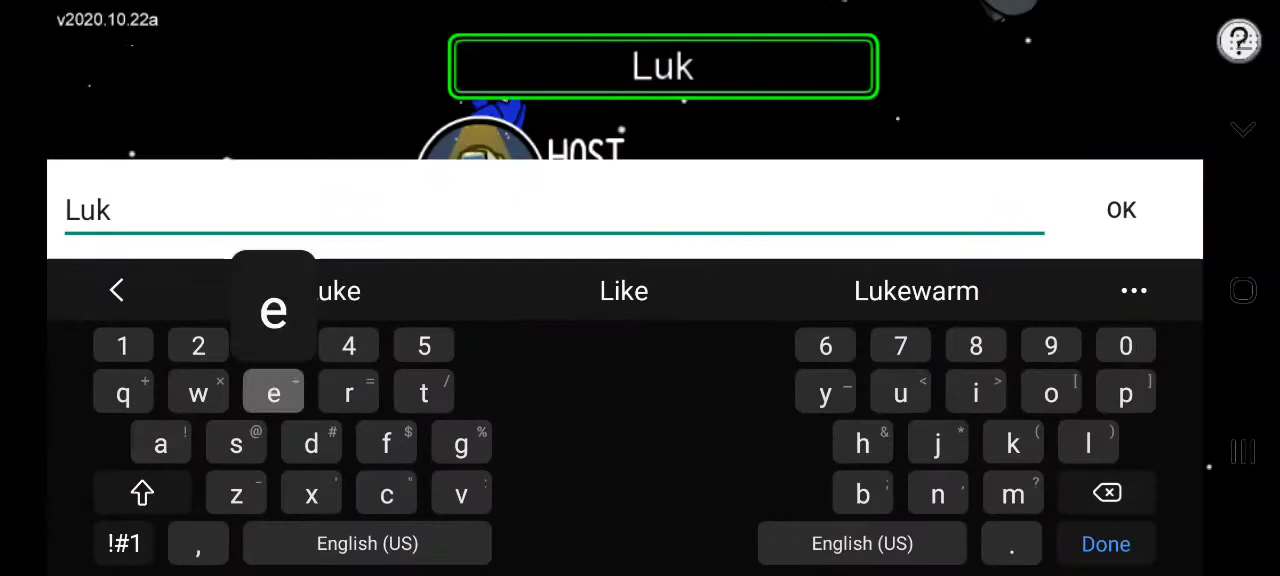 v2020.10.22a
Luk
HOST
Luk
OK
e
uke
Like
Lukewarm
1 2 4 5 6 7 8 9 0
q + w × e - r = t / y _ u < i > o [ p ]
a ! s @ d # f $ g % h & j * k ( l )
z - x ' c " v : b ; n , m ?
!#1 , English (US) English (US) . Done